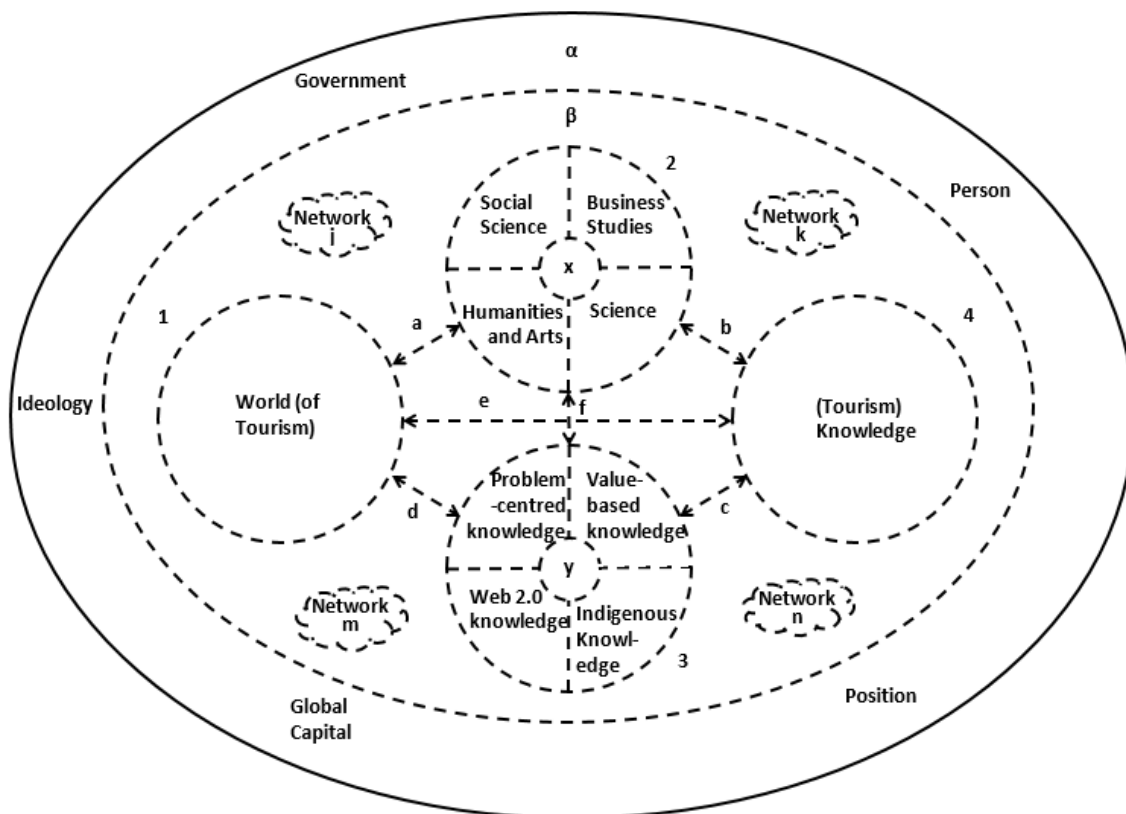 α
Government
β
2
Person
Social
Science
Business
Studies
Network
j
Network
k
x
1
Humanities
and Arts
Science
4
a
b
Ideology
World (of
Tourism)
e
f
(Tourism)
Knowledge
d
Problem
-centred
knowledge
Value-
based
knowledge
c
y
Network
m
Web 2.0
knowledge
Indigenous
Knowl-
edge
Network
n
3
Global
Capital
Position